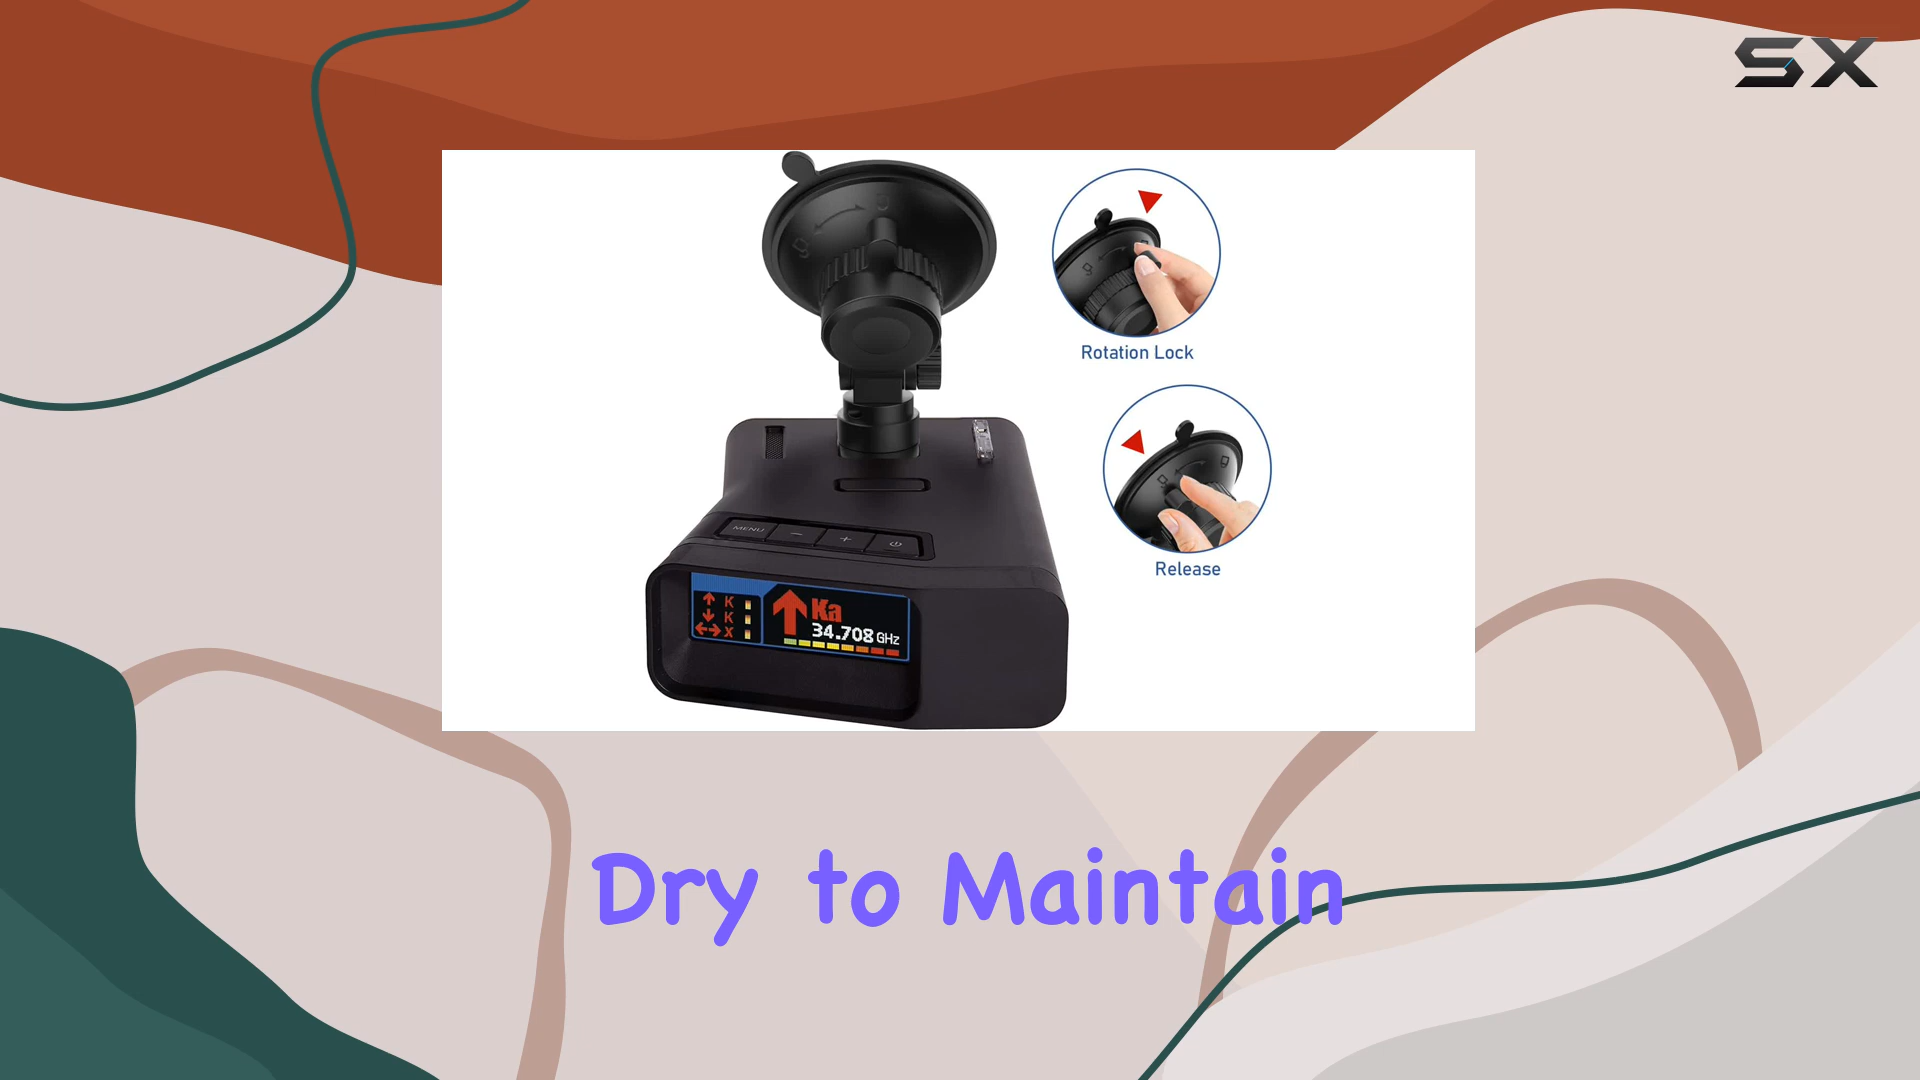 SX
Rotation Lock
Release
MENU
K
K
X
Ka
34.708 GHz
Dry to Maintain